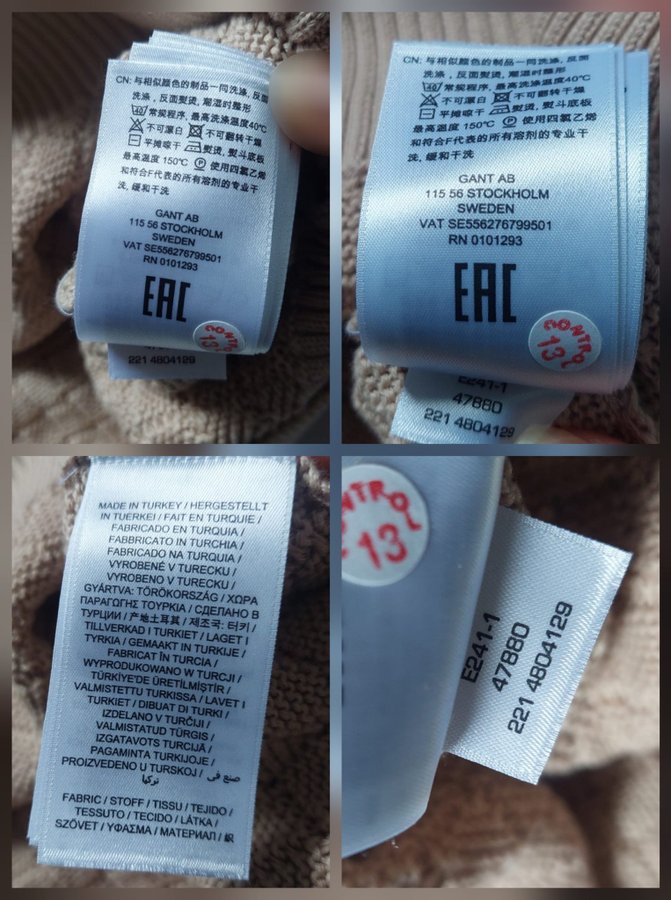 CN: 与相似颜色的制品一同洗涤, 反面
洗涤，反面熨烫, 潮湿时整形
常规程序, 最高洗涤温度40℃
不可漂白 不可翻转干燥
平摊晾干 熨烫, 熨斗底板
最高温度 150℃ P 使用四氯乙烯
和符合F代表的所有溶剂的专业干
洗, 缓和干洗
GANT AB
115 56 STOCKHOLM
SWEDEN
VAT SE556276799501
RN 0101293
EAC
CONTROL
13
221 4804129
CN: 与相似颜色的制品一同洗涤, 反面
洗涤，反面熨烫, 潮湿时整形
常规程序, 最高洗涤温度40℃
不可漂白 不可翻转干燥
平摊晾干 熨烫, 熨斗底板
最高温度 150℃ P 使用四氯乙烯
和符合F代表的所有溶剂的专业干
洗, 缓和干洗
GANT AB
115 56 STOCKHOLM
SWEDEN
VAT SE556276799501
RN 0101293
EAC
CONTROL
13
E241-1
47880
221 4804129
MADE IN TURKEY / HERGESTELLT
IN TUERKEI / FAIT EN TURQUIE /
FABRICADO EN TURQUIA /
FABBRICATO IN TURCHIA /
FABRICADO NA TURQUIA /
VYROBENÉ V TURECKU /
VYROBENO V TURECKU /
GYÁRTVA: TÖRÖKORSZÁG / ΧΩΡΑ
ΠΑΡΑΓΩΓΗΣ ΤΟΥΡΚΙΑ / СДЕЛАНО В
ТУРЦИИ / 产地土耳其 / 제조국: 터키 /
TILLVERKAD I TURKIET / LAGET I
TYRKIA / GEMAAKT IN TURKIJE /
FABRICAT ÎN TURCIA /
WYPRODUKOWANO W TURCJI /
TÜRKİYE'DE ÜRETİLMİŞTİR /
VALMISTETTU TURKISSA / LAVET I
TURKIET / DIBUAT DI TURKI /
IZDELANO V TURČIJI /
VALMISTATUD TÜRGIS /
IZGATAVOTS TURCIJĀ /
PAGAMINTA TURKIJOJE /
PROIZVEDENO U TURSKOJ / صنع في
تركيا
FABRIC / STOFF / TISSU / TEJIDO /
TESSUTO / TECIDO / LÁTKA /
SZÖVET / ΥΦΑΣΜΑ / МАТЕРИАЛ /
CONTROL
13
E241-1
47880
221 4804129